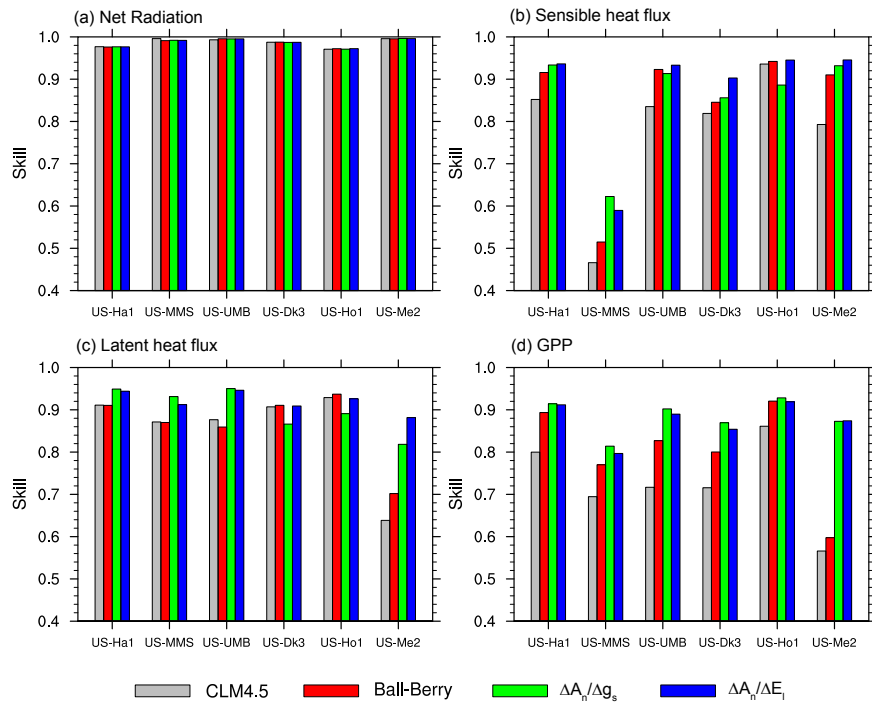 (a) Net Radiation
Skill
1.0
0.9
0.8
0.7
0.6
0.5
0.4
US-Ha1 US-MMS US-UMB US-Dk3 US-Ho1 US-Me2
(b) Sensible heat flux
Skill
1.0
0.9
0.8
0.7
0.6
0.5
0.4
US-Ha1 US-MMS US-UMB US-Dk3 US-Ho1 US-Me2
(c) Latent heat flux
Skill
1.0
0.9
0.8
0.7
0.6
0.5
0.4
US-Ha1 US-MMS US-UMB US-Dk3 US-Ho1 US-Me2
(d) GPP
Skill
1.0
0.9
0.8
0.7
0.6
0.5
0.4
US-Ha1 US-MMS US-UMB US-Dk3 US-Ho1 US-Me2
CLM4.5 Ball-Berry ΔAₙ/Δgₛ ΔAₙ/ΔEₗ